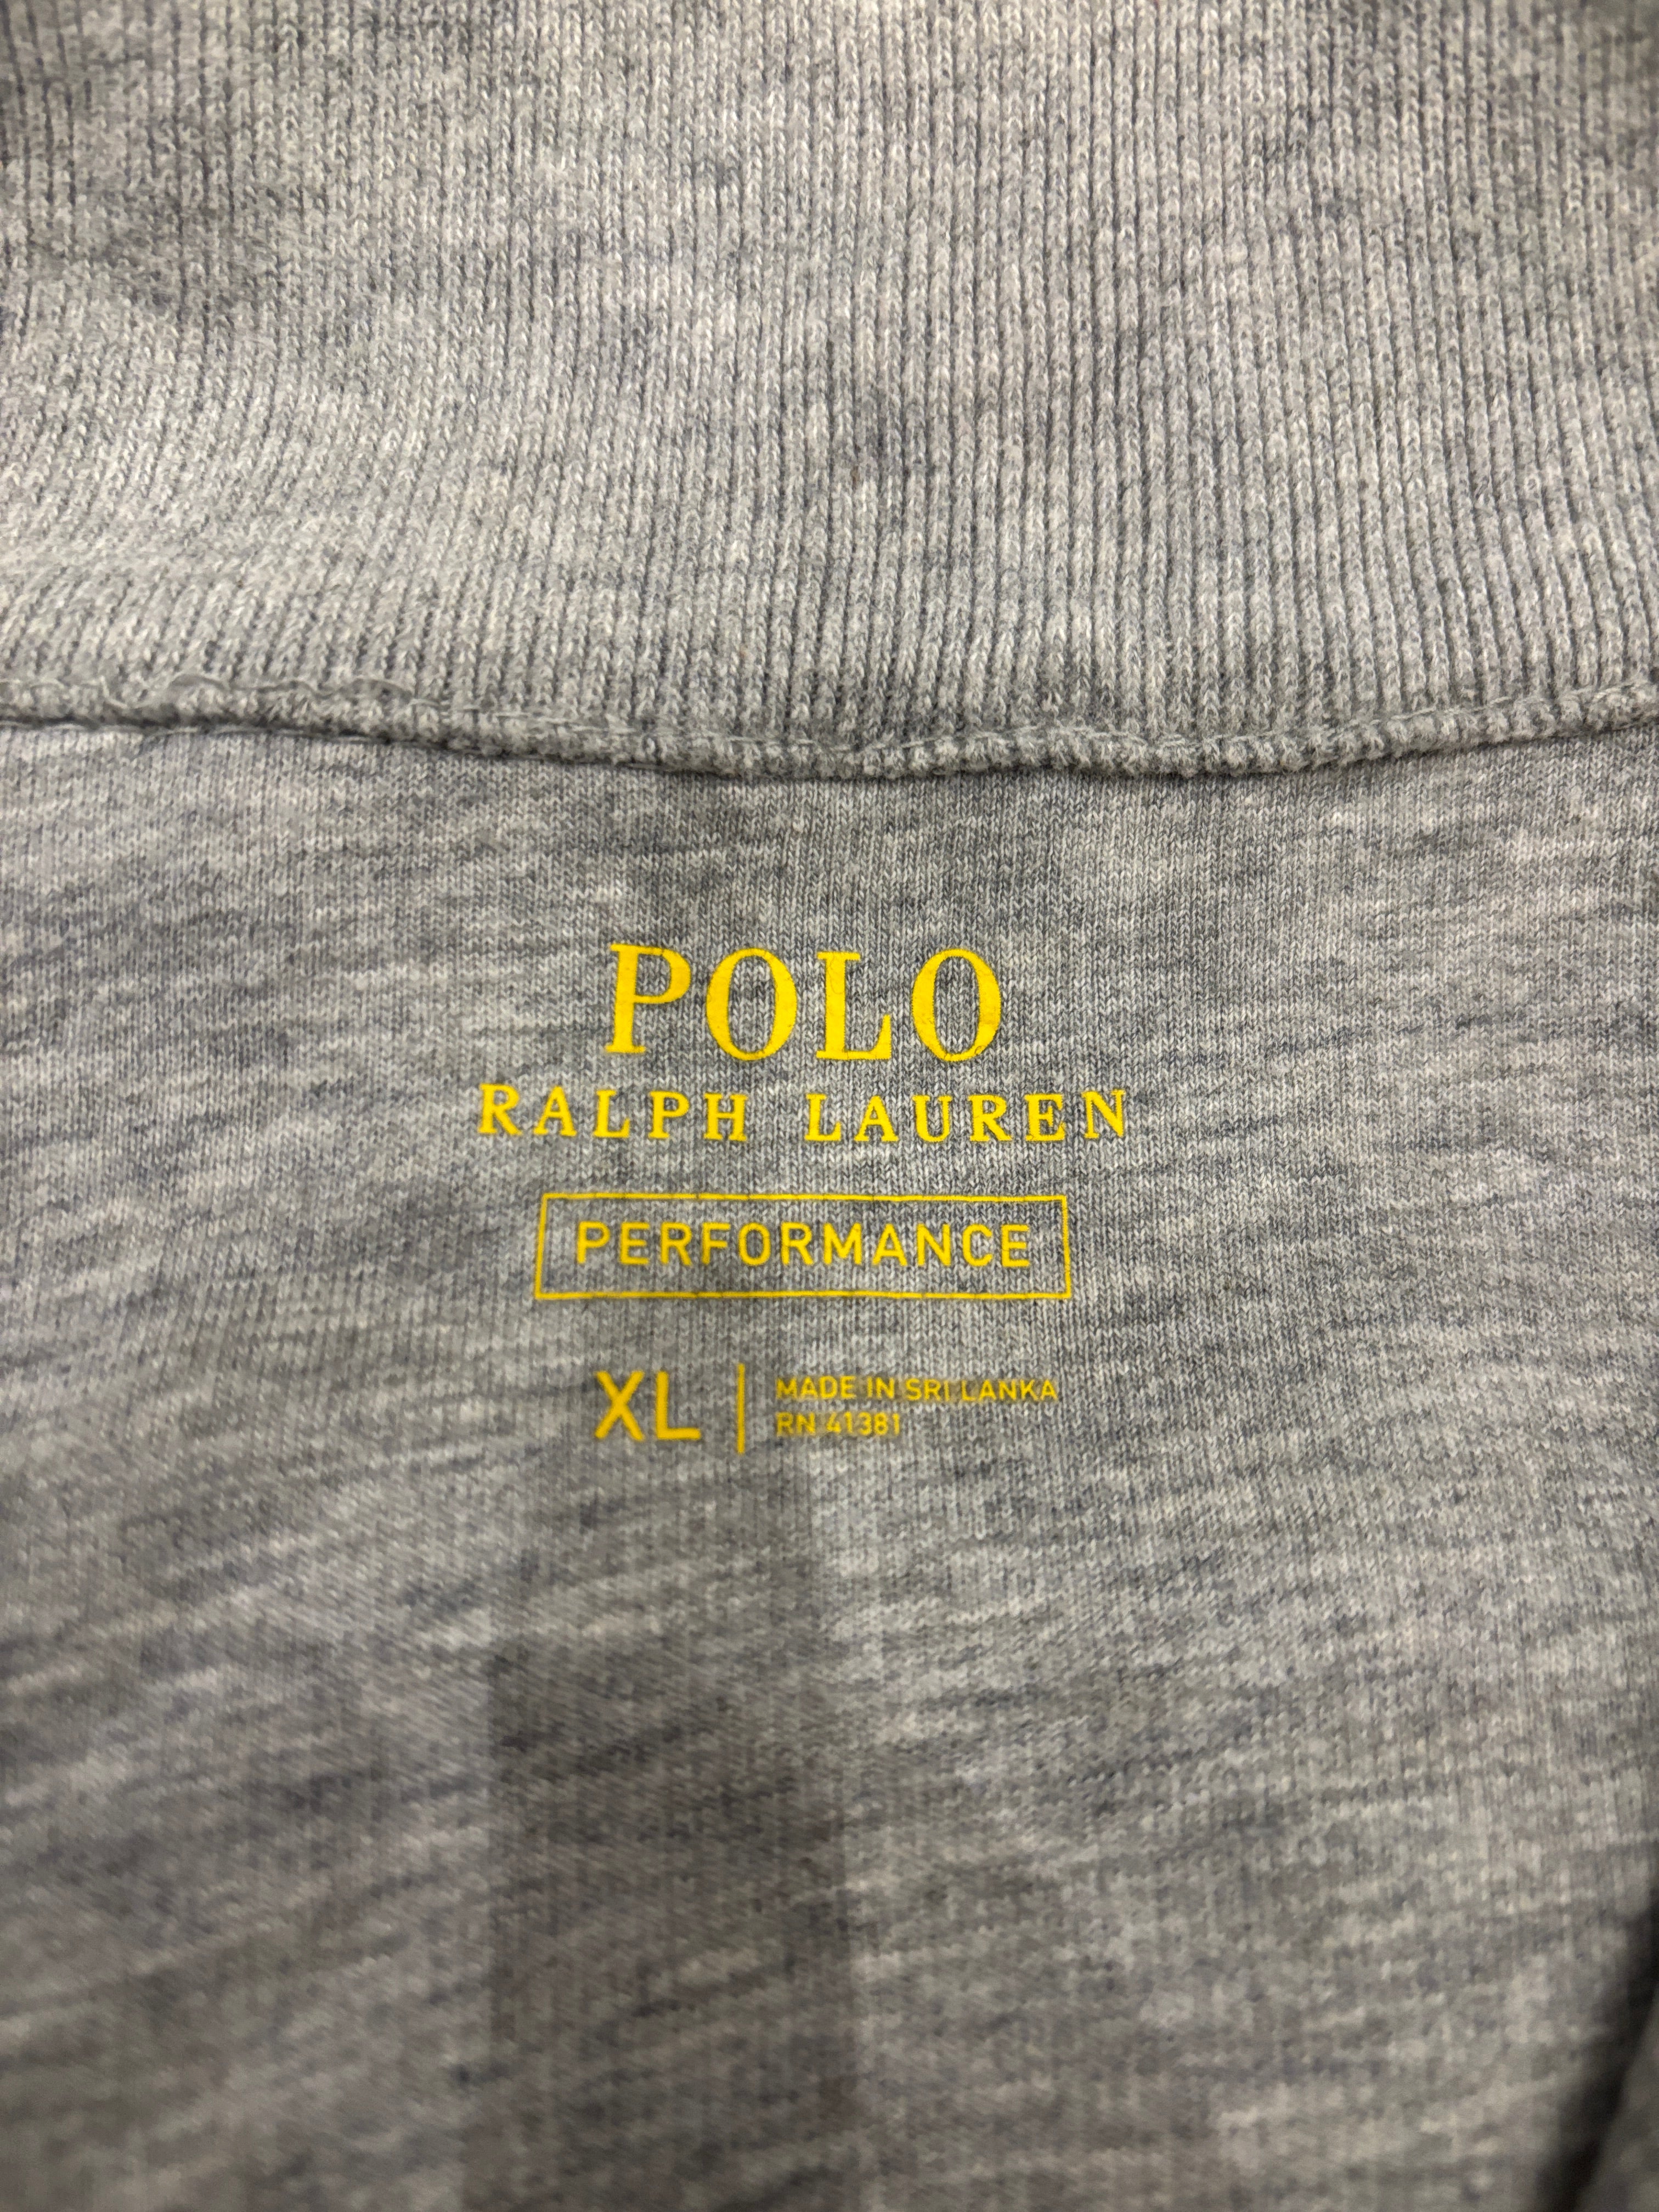 POLO
RALPH LAUREN
PERFORMANCE
XL
MADE IN SRI LANKA
RN 41381